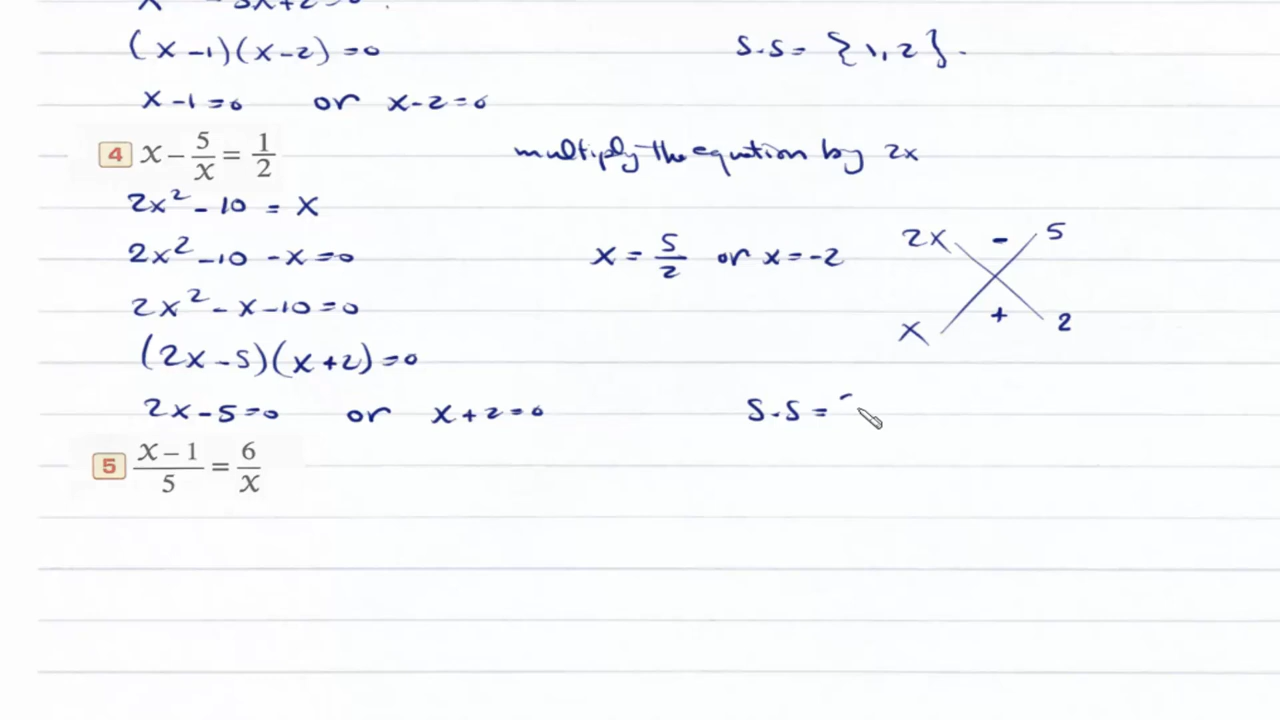 (x-1)(x-2)=0 S.S= {1,2}.
x-1=0 or x-2=0
4 x - 5/x = 1/2 multiply the equation by 2x
2x² - 10 = x
2x² -10 -x=0 x = 5/2 or x=-2 2x - 5
2x² - x -10=0 x + 2
(2x-5)(x+2)=0
2x-5=0 or x+2=0 S.S =
5 x-1/5 = 6/x